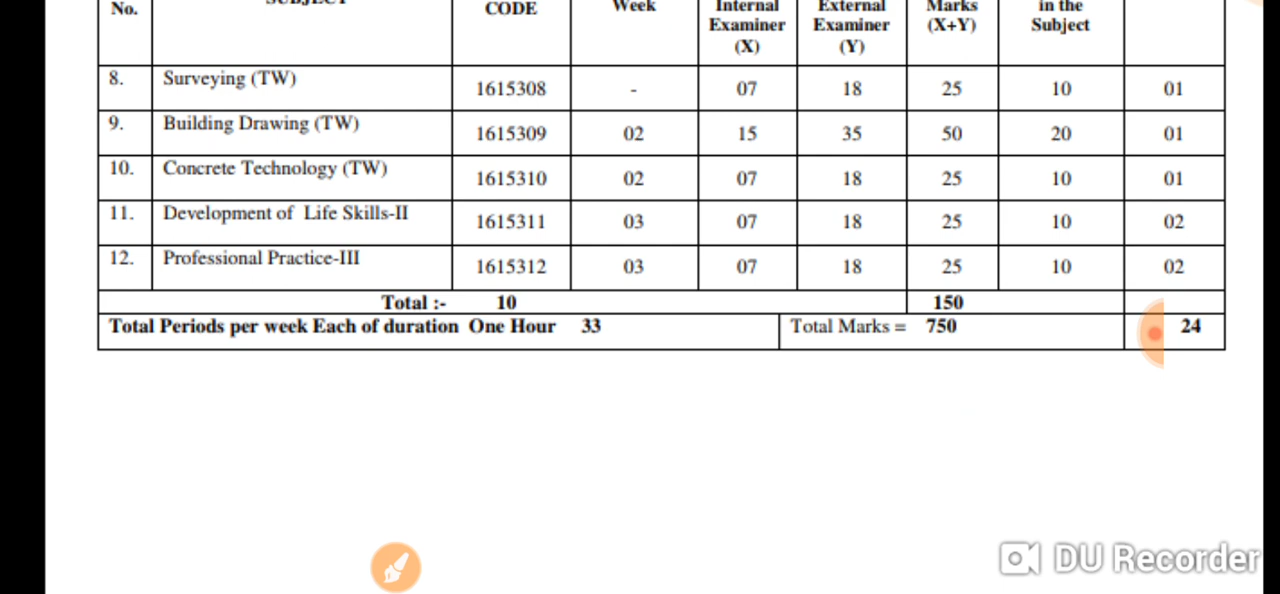 No. SUBJECT CODE Week Internal Examiner (X) External Examiner (Y) Marks (X+Y) in the Subject
8. Surveying (TW) 1615308 - 07 18 25 10 01
9. Building Drawing (TW) 1615309 02 15 35 50 20 01
10. Concrete Technology (TW) 1615310 02 07 18 25 10 01
11. Development of Life Skills-II 1615311 03 07 18 25 10 02
12. Professional Practice-III 1615312 03 07 18 25 10 02
Total :- 10 150
Total Periods per week Each of duration One Hour 33 Total Marks = 750 24
DU Recorder